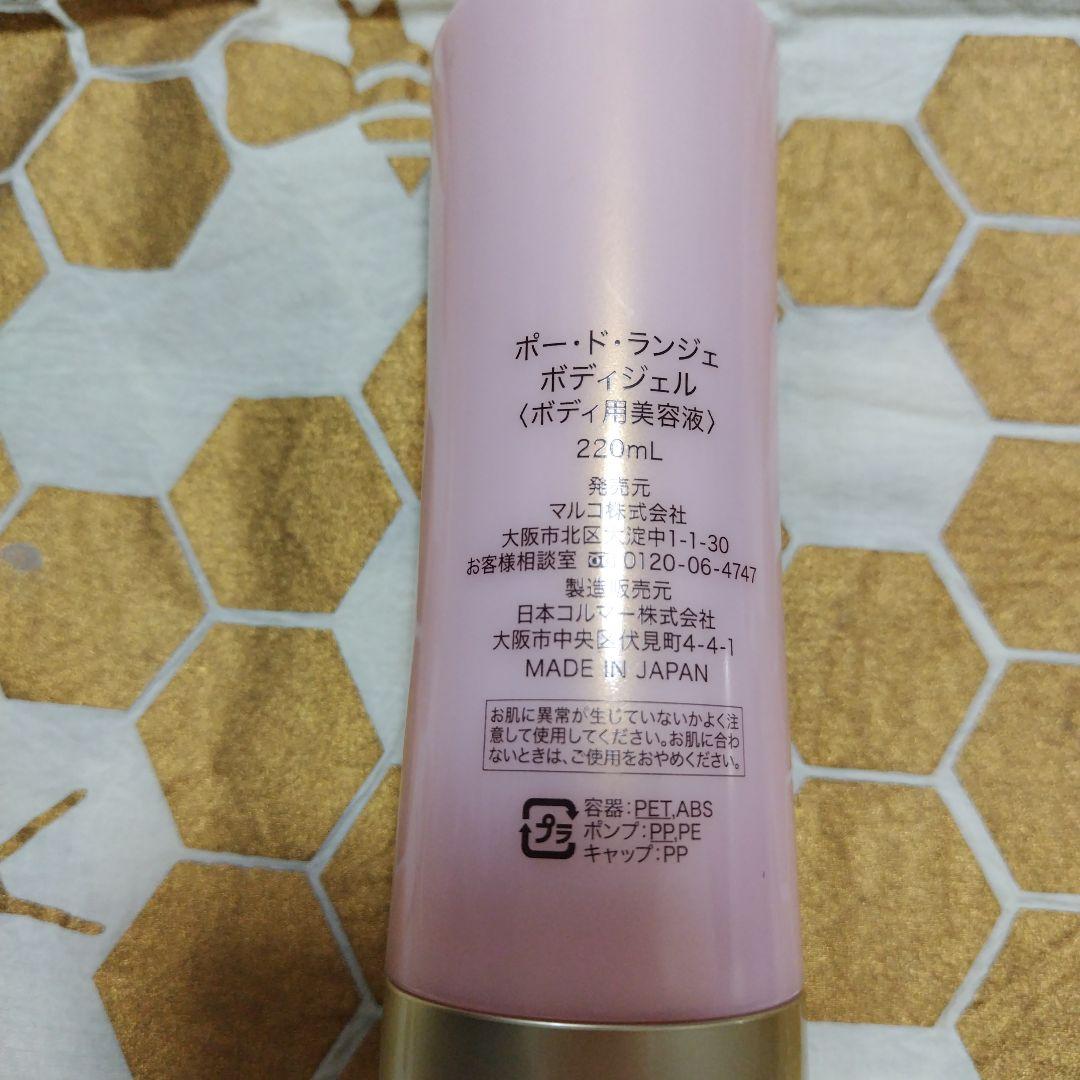 ポー・ド・ランジェ
ボディジェル
〈ボディ用美容液〉
220mL
発売元
マルコ株式会社
大阪市北区大淀中1-1-30
お客様相談室 0120-06-4747
製造販売元
日本コルマー株式会社
大阪市中央区伏見町4-4-1
MADE IN JAPAN
お肌に異常が生じていないかよく注
意して使用してください。お肌に合わ
ないときは、ご使用をおやめください。
プラ
容器:PET,ABS
ポンプ:PP,PE
キャップ:PP